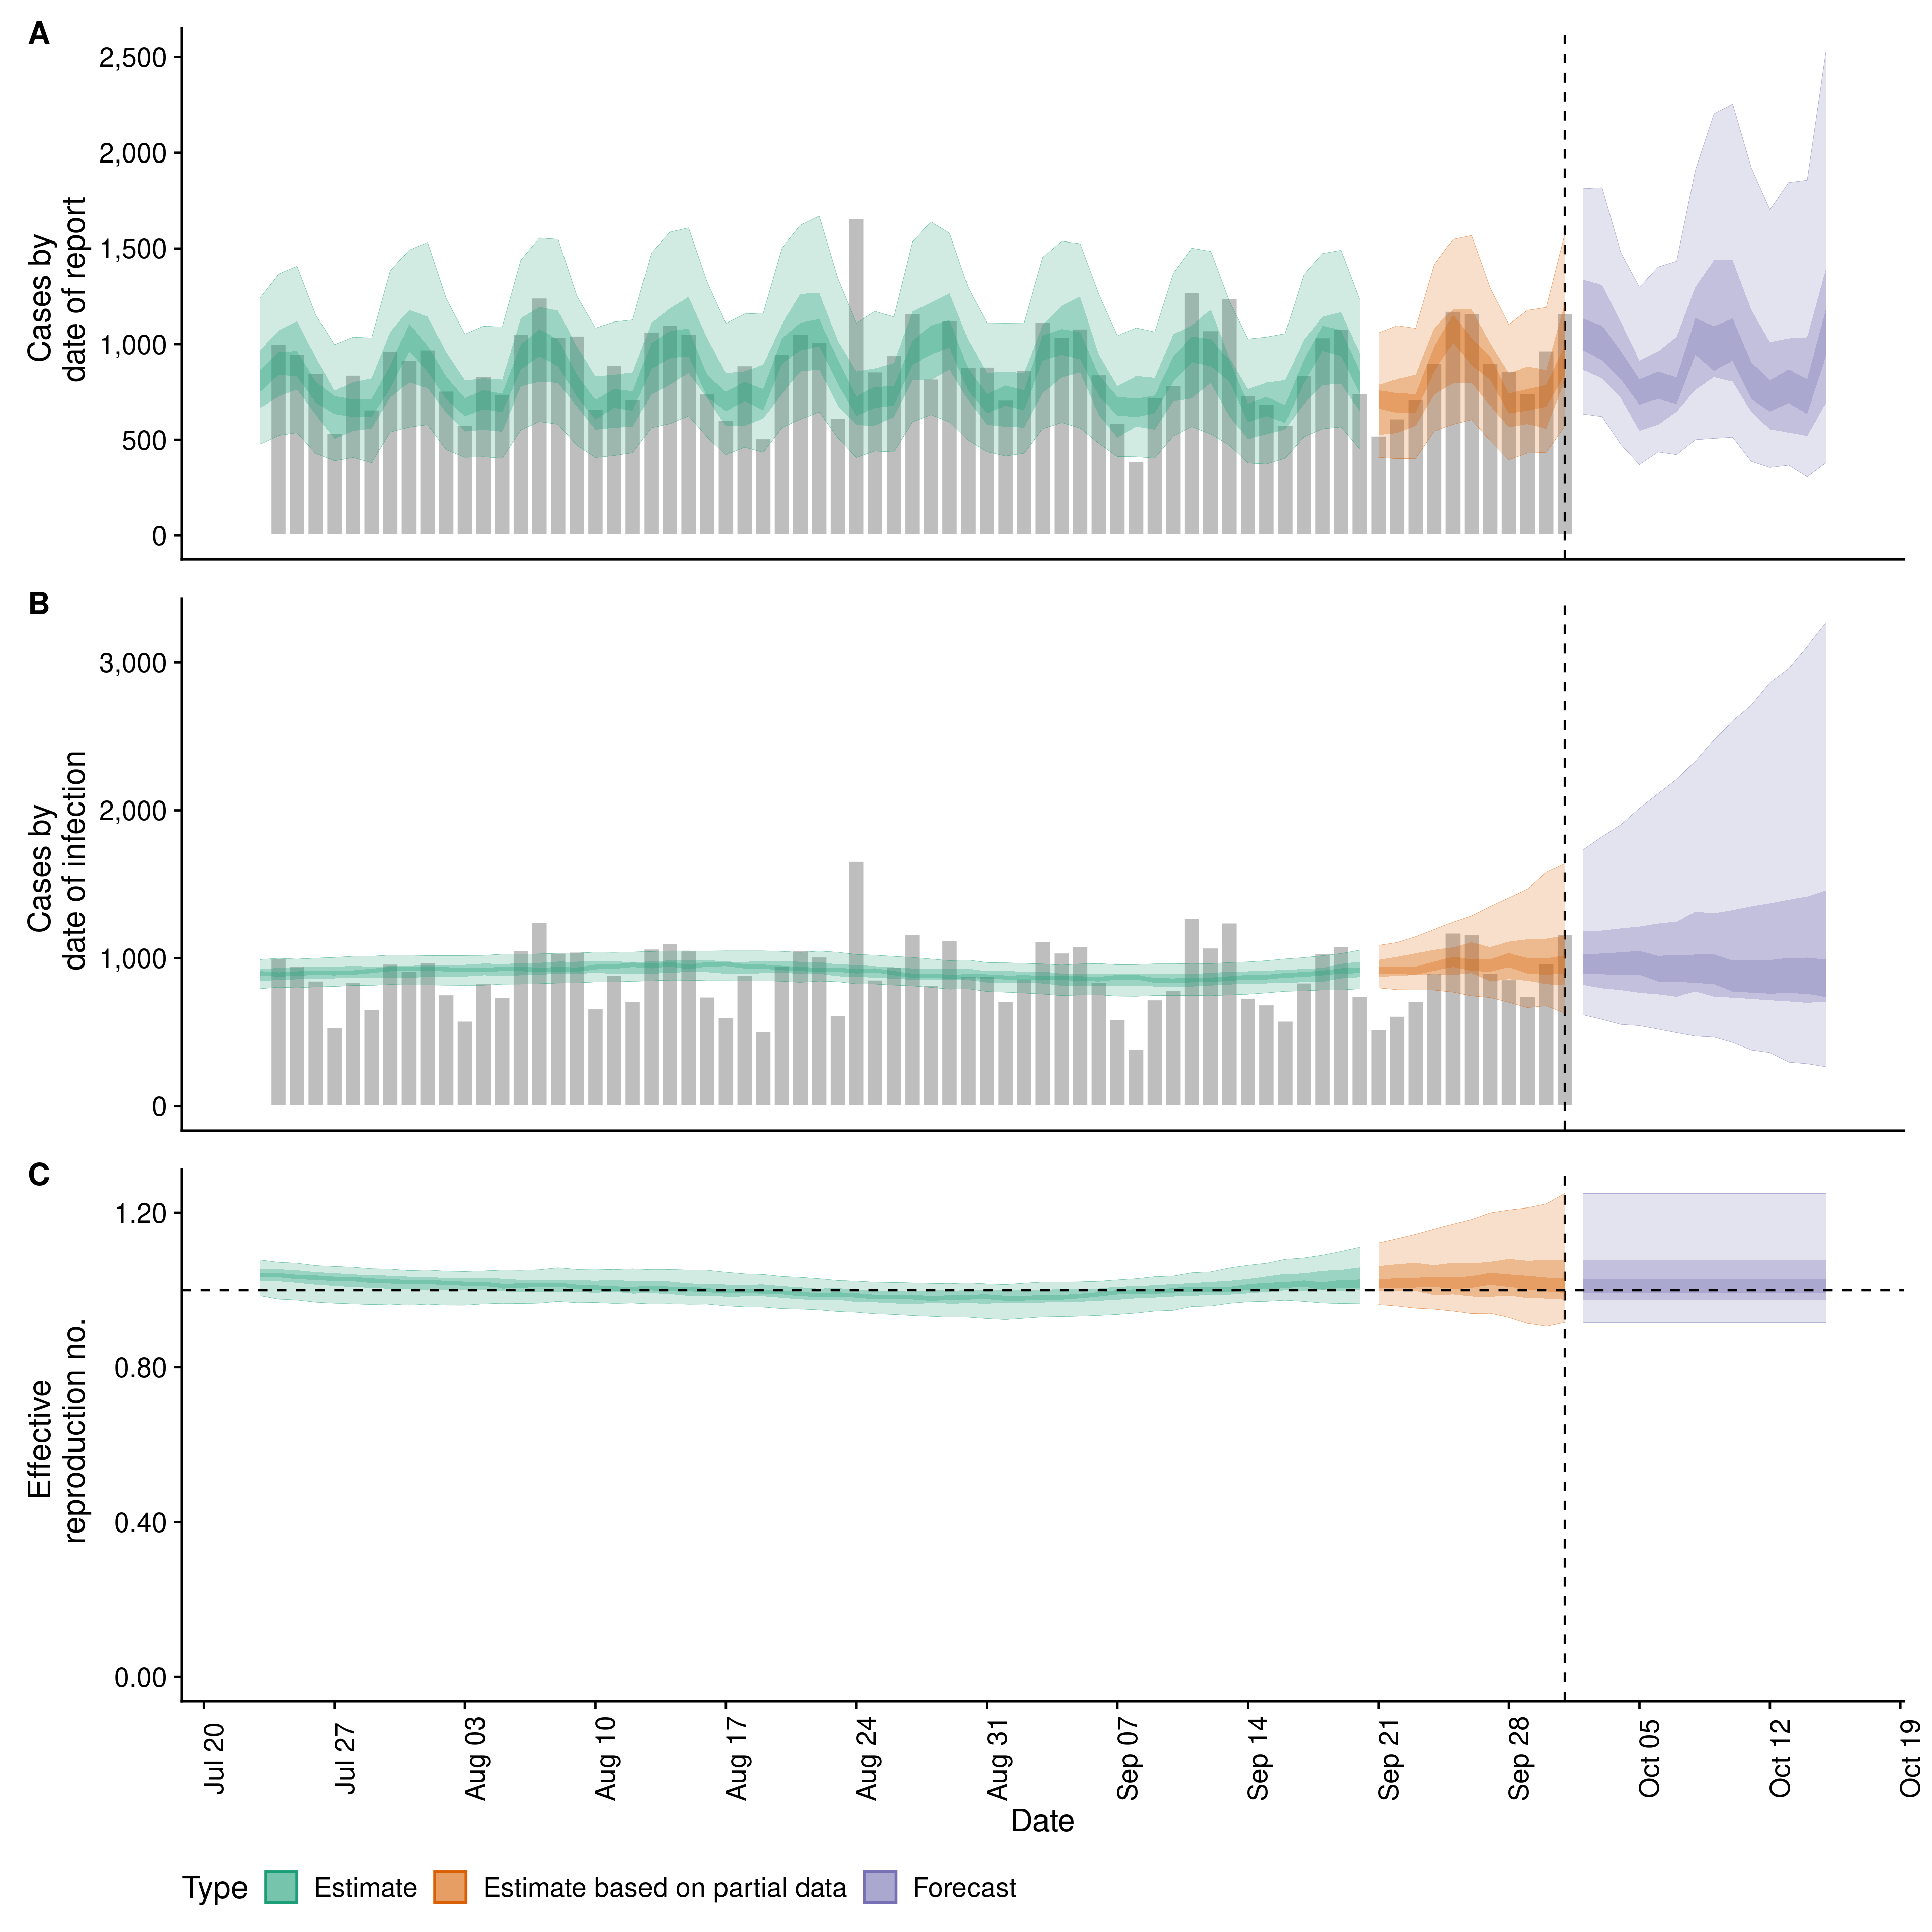 A
2,500
2,000
1,500
1,000
500
0
Cases by
date of report
B
3,000
2,000
1,000
0
Cases by
date of infection
C
1.20
0.80
0.40
0.00
Effective
reproduction no.
Jul 20
Jul 27
Aug 03
Aug 10
Aug 17
Aug 24
Aug 31
Sep 07
Sep 14
Sep 21
Sep 28
Oct 05
Oct 12
Oct 19
Date
Type Estimate Estimate based on partial data Forecast